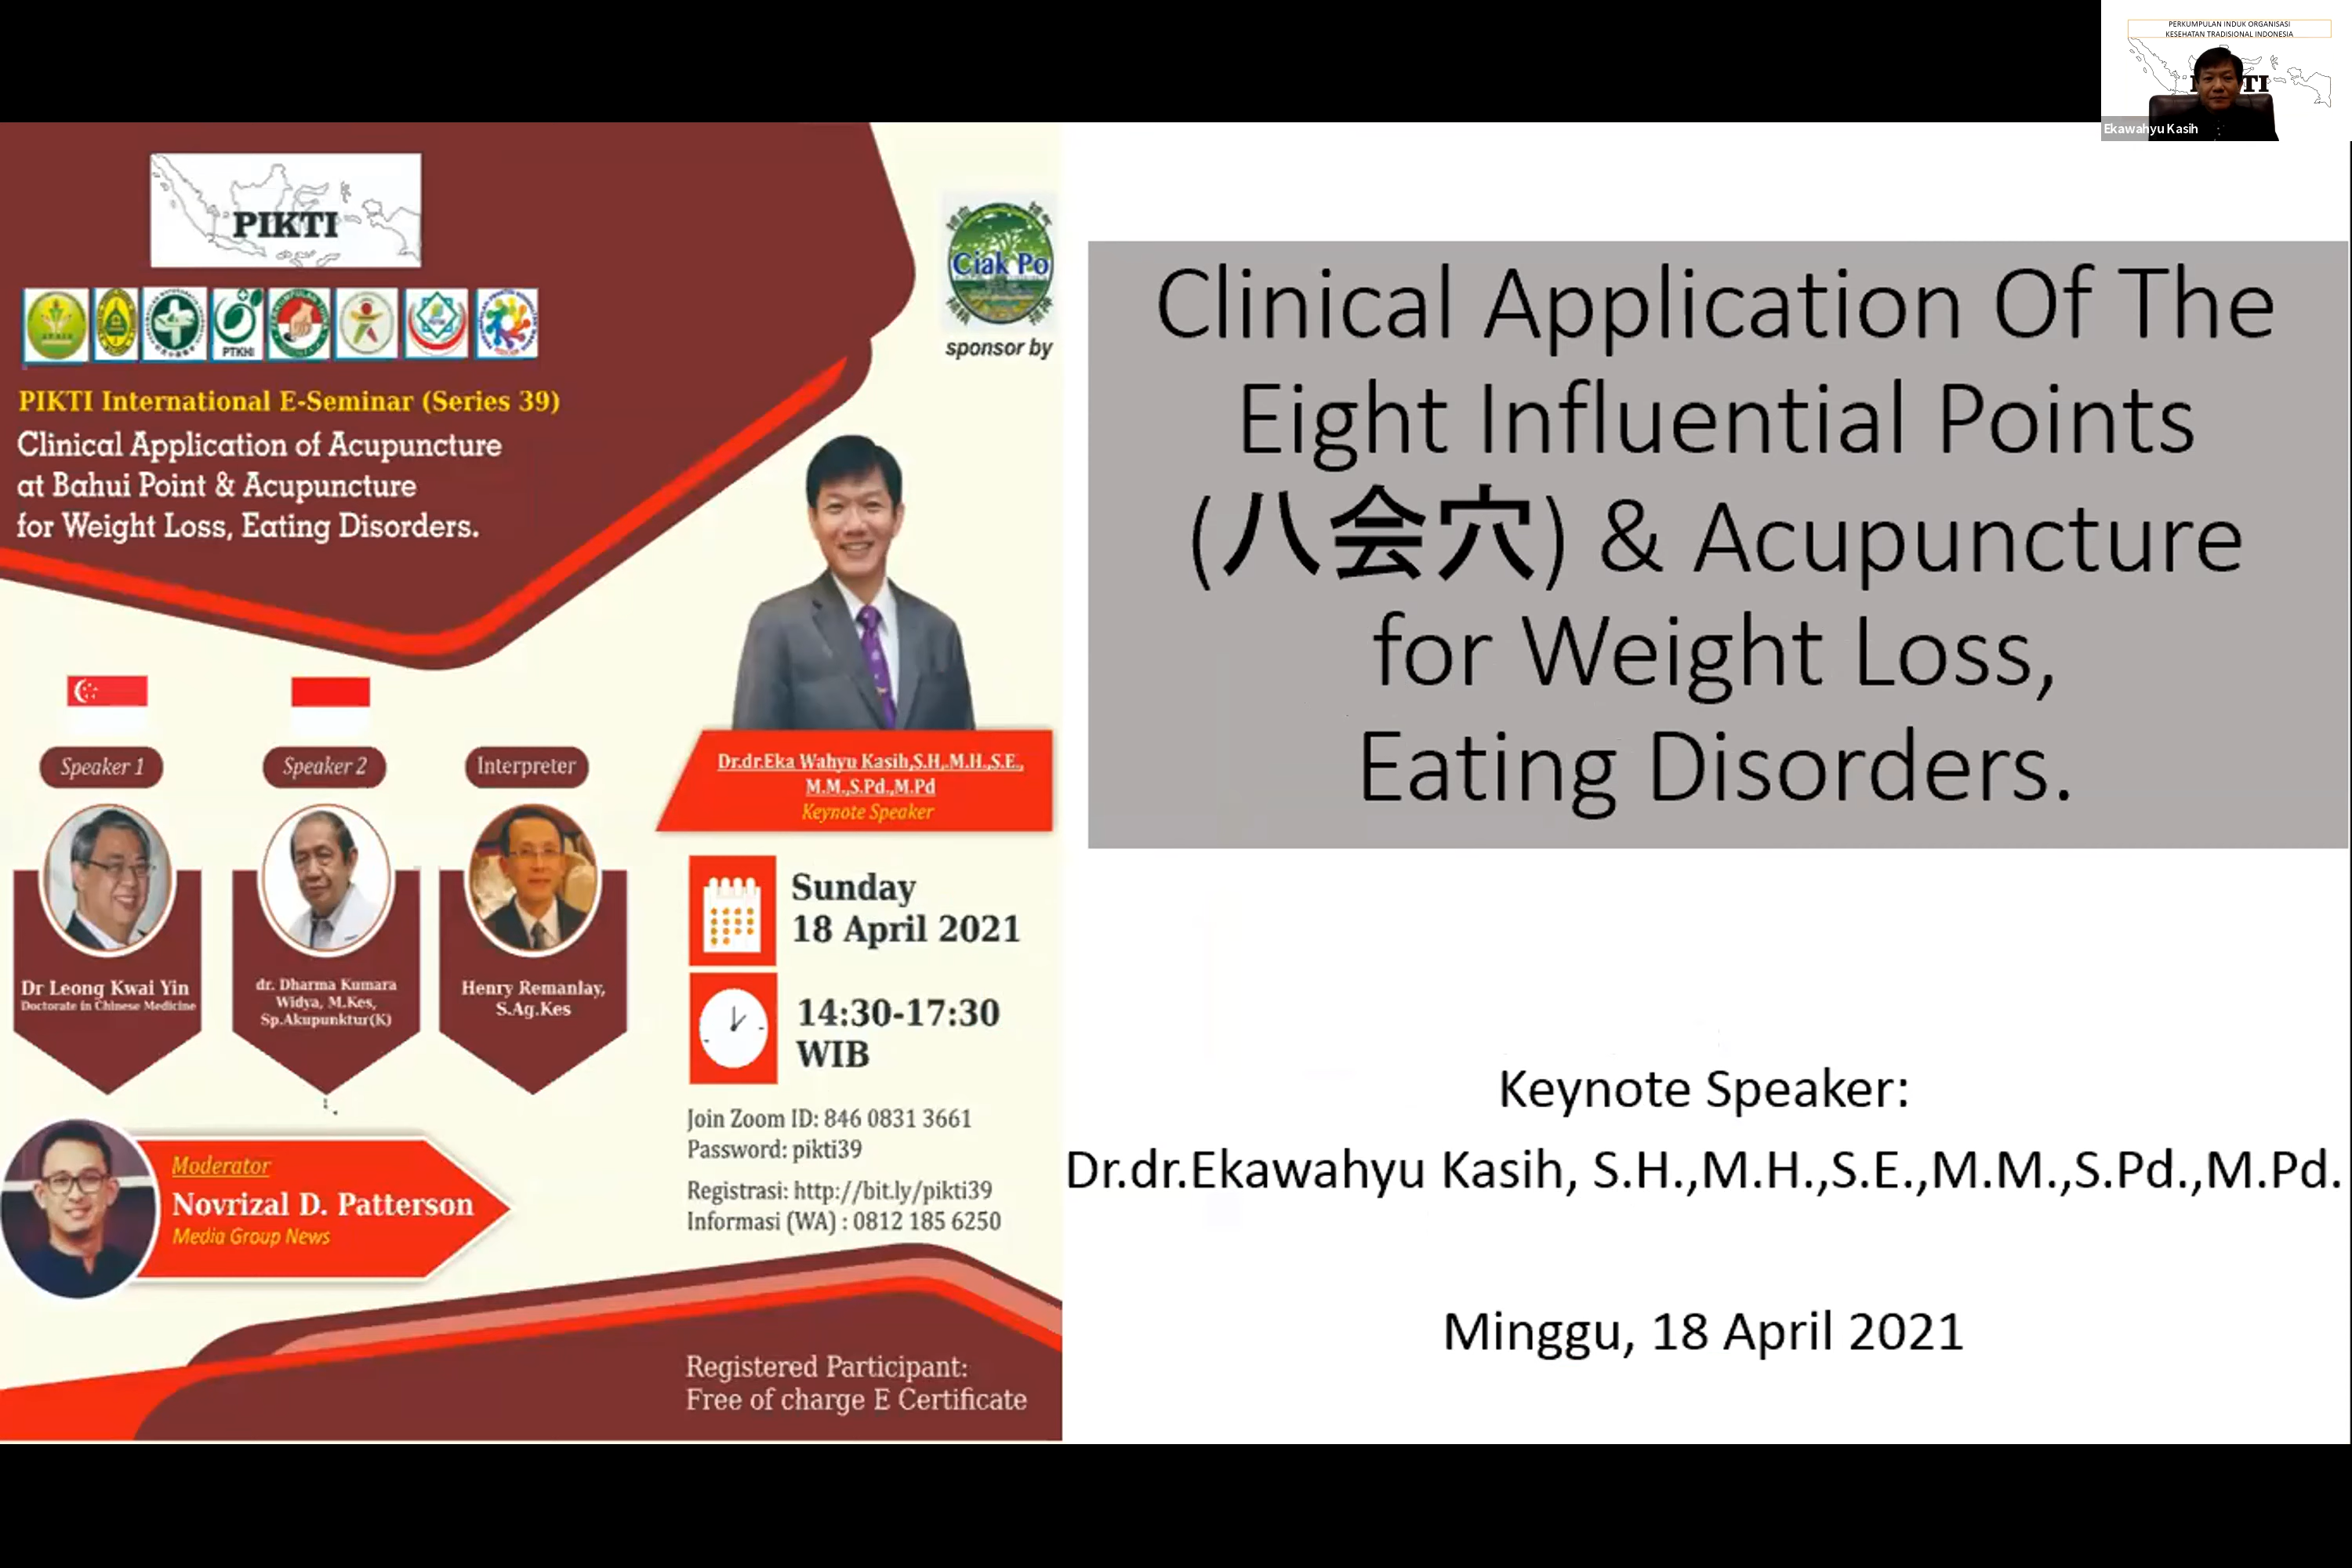 PERKUMPULAN INDUK ORGANISASI
KESEHATAN TRADISIONAL INDONESIA
TI
Ekawahyu Kasih
PIKTI
PTKHI
Ciak Po
sponsor by
PIKTI International E-Seminar (Series 39)
Clinical Application of Acupuncture
at Bahui Point & Acupuncture
for Weight Loss, Eating Disorders.
Dr.dr.Eka Wahyu Kasih,S.H,.M.H.,S.E.,
M.M.,S.Pd.,M.Pd
Keynote Speaker
Speaker 1
Speaker 2
Interpreter
Dr Leong Kwai Yin
Doctorate in Chinese Medicine
dr. Dharma Kumara
Widya, M.Kes,
Sp.Akupunktur(K)
Henry Remanlay,
S.Ag.Kes
Sunday
18 April 2021
14:30-17:30
WIB
Join Zoom ID: 846 0831 3661
Password: pikti39
Registrasi: http://bit.ly/pikti39
Informasi (WA) : 0812 185 6250
Moderator
Novrizal D. Patterson
Media Group News
Registered Participant:
Free of charge E Certificate
Clinical Application Of The
Eight Influential Points
(八会穴) & Acupuncture
for Weight Loss,
Eating Disorders.
Keynote Speaker:
Dr.dr.Ekawahyu Kasih, S.H.,M.H.,S.E.,M.M.,S.Pd.,M.Pd.
Minggu, 18 April 2021